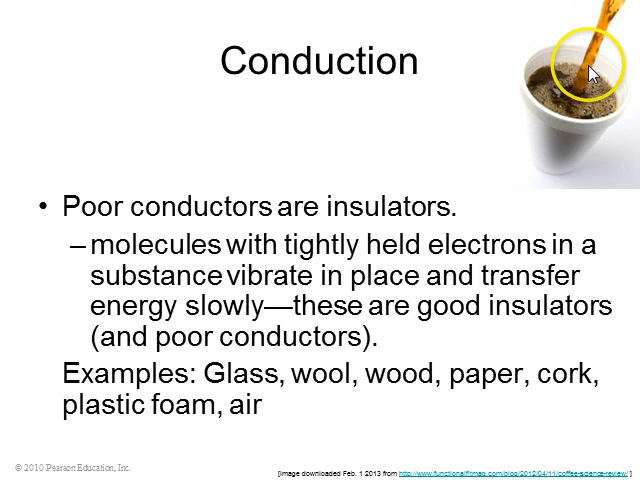 Conduction
• Poor conductors are insulators.
– molecules with tightly held electrons in a
substance vibrate in place and transfer
energy slowly—these are good insulators
(and poor conductors).
Examples: Glass, wool, wood, paper, cork,
plastic foam, air
© 2010 Pearson Education, Inc.
[image downloaded Feb. 1 2013 from http://www.functionalfitmag.com/blog/2012/04/11/coffee-science-review/ ]